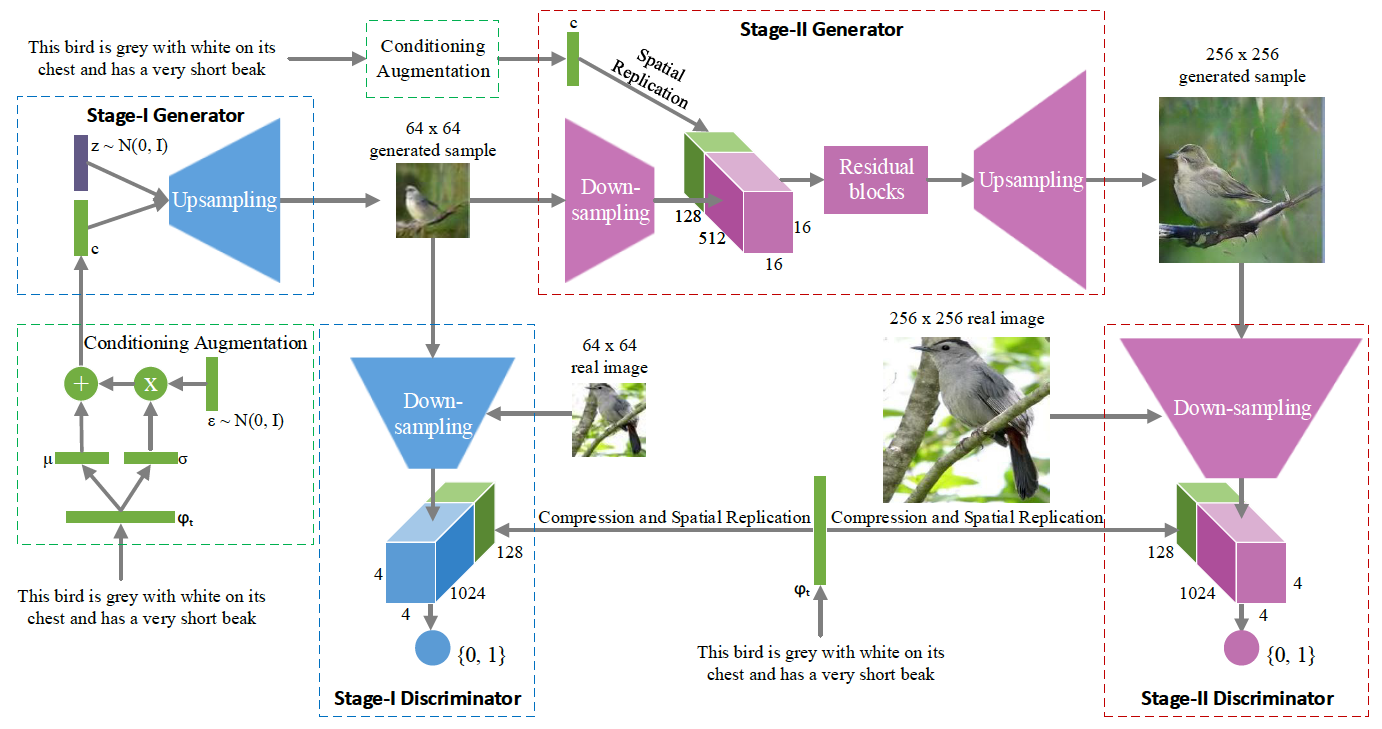 This bird is grey with white on its
chest and has a very short beak
Conditioning
Augmentation
c
Stage-II Generator
Spatial
Replication
256 x 256
generated sample
Stage-I Generator
z ~ N(0, I)
Upsampling
c
64 x 64
generated sample
Down-
sampling
128
512
16
16
Residual
blocks
Upsampling
Conditioning Augmentation
+
x
ε ~ N(0, I)
μ
σ
φt
This bird is grey with white on its
chest and has a very short beak
64 x 64
real image
Down-
sampling
4
4
1024
128
{0, 1}
Stage-I Discriminator
256 x 256 real image
Compression and Spatial Replication
Compression and Spatial Replication
φt
This bird is grey with white on its
chest and has a very short beak
Down-sampling
128
1024
4
4
{0, 1}
Stage-II Discriminator